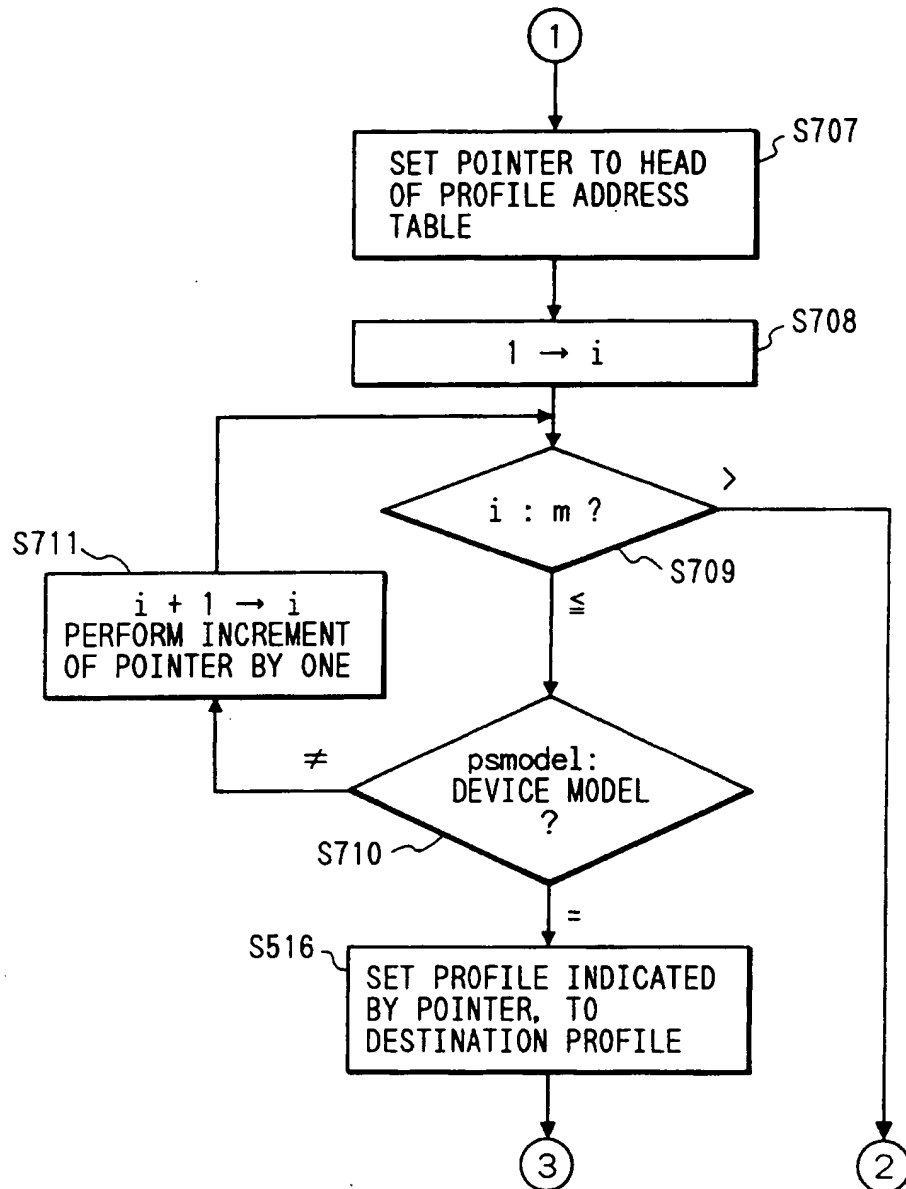 1
S707
SET POINTER TO HEAD
OF PROFILE ADDRESS
TABLE
S708
1 → i
>
i : m ?
S709
S711
i + 1 → i
PERFORM INCREMENT
OF POINTER BY ONE
≦
≠
psmodel:
DEVICE MODEL
?
S710
=
S516
SET PROFILE INDICATED
BY POINTER, TO
DESTINATION PROFILE
3
2